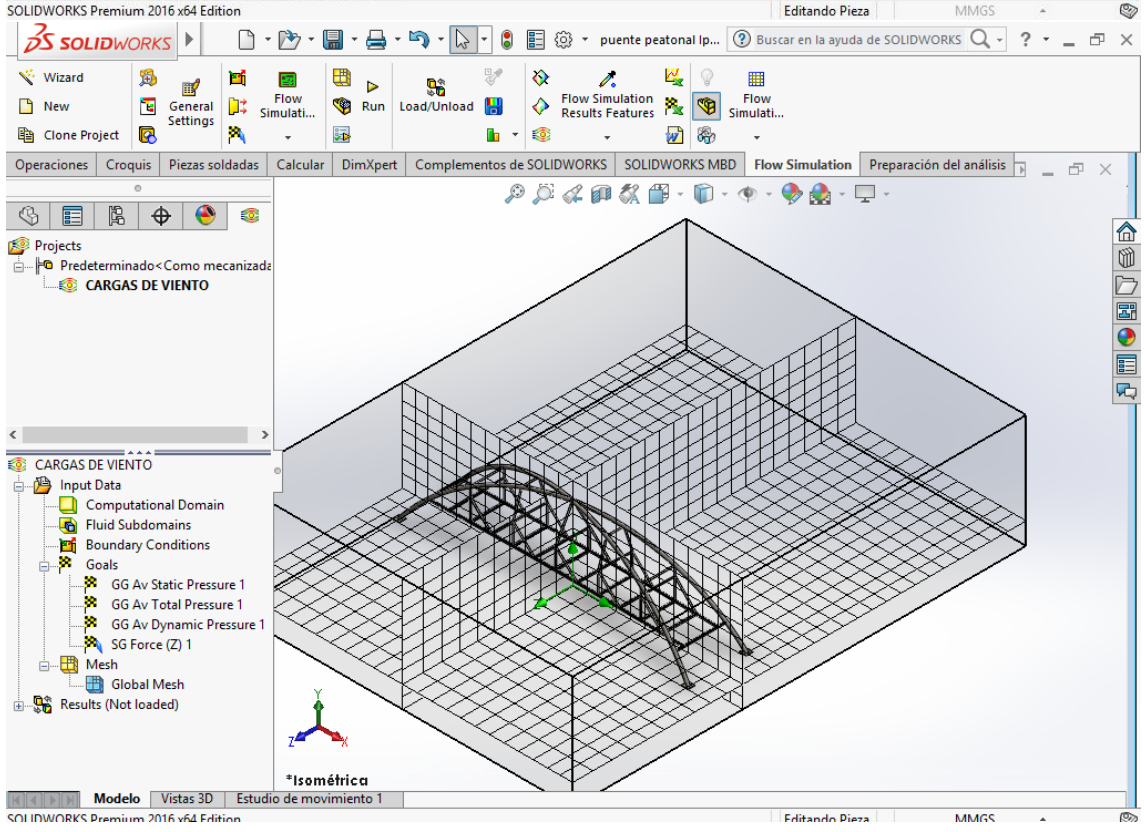 SOLIDWORKS Premium 2016 x64 Edition Editando Pieza MMGS
SOLIDWORKS puente peatonal Ip... Buscar en la ayuda de SOLIDWORKS ?
Wizard
New
Clone Project
General Settings
Flow Simulati...
Run
Load/Unload
Flow Simulation Results Features
Flow Simulati...
Operaciones Croquis Piezas soldadas Calcular DimXpert Complementos de SOLIDWORKS SOLIDWORKS MBD Flow Simulation Preparación del análisis
Projects
Predeterminado<Como mecanizada
CARGAS DE VIENTO
CARGAS DE VIENTO
Input Data
Computational Domain
Fluid Subdomains
Boundary Conditions
Goals
GG Av Static Pressure 1
GG Av Total Pressure 1
GG Av Dynamic Pressure 1
SG Force (Z) 1
Mesh
Global Mesh
Results (Not loaded)
Y
Z X
*Isométrica
Modelo Vistas 3D Estudio de movimiento 1
SOLIDWORKS Premium 2016 x64 Edition Editando Pieza MMGS